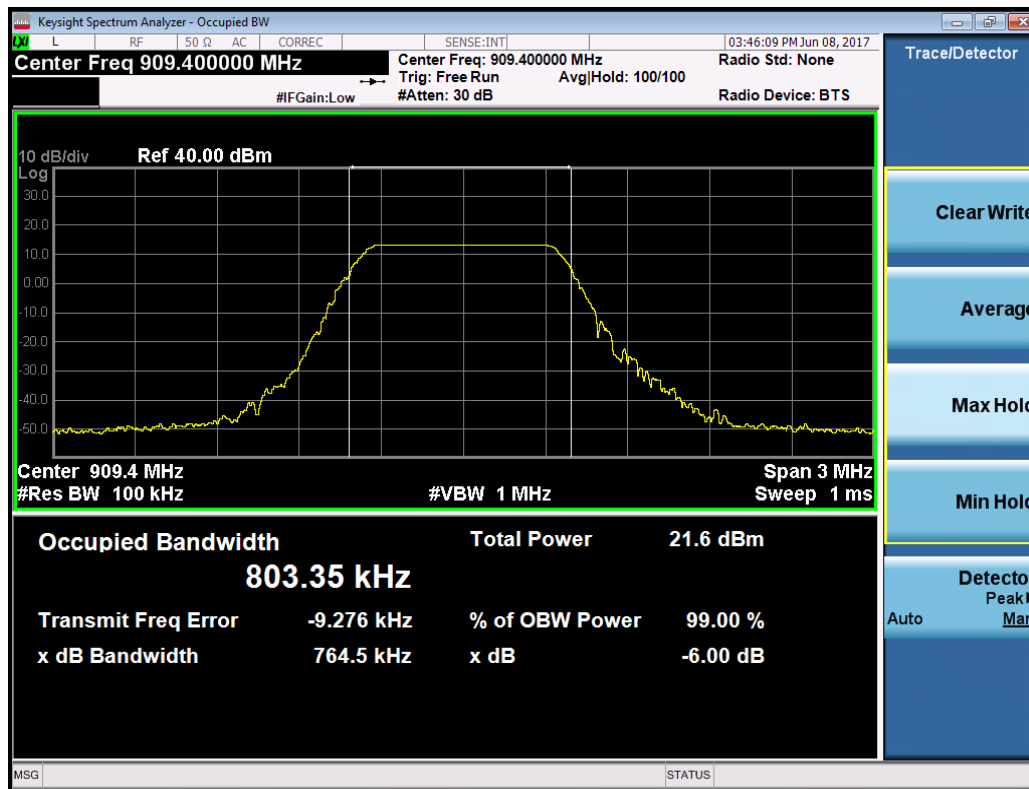 Keysight Spectrum Analyzer - Occupied BW
LXI L RF 50 Ω AC CORREC SENSE:INT 03:46:09 PM Jun 08, 2017
Center Freq 909.400000 MHz
Center Freq: 909.400000 MHz Radio Std: None
Trig: Free Run Avg|Hold: 100/100
#IFGain:Low #Atten: 30 dB Radio Device: BTS
10 dB/div Ref 40.00 dBm
Log
30.0
20.0
10.0
0.00
-10.0
-20.0
-30.0
-40.0
-50.0
Center 909.4 MHz Span 3 MHz
#Res BW 100 kHz #VBW 1 MHz Sweep 1 ms
Occupied Bandwidth Total Power 21.6 dBm
803.35 kHz
Transmit Freq Error -9.276 kHz % of OBW Power 99.00 %
x dB Bandwidth 764.5 kHz x dB -6.00 dB
MSG STATUS
Trace/Detector
Clear Write
Average
Max Hold
Min Hold
Detector
Peak
Auto Man